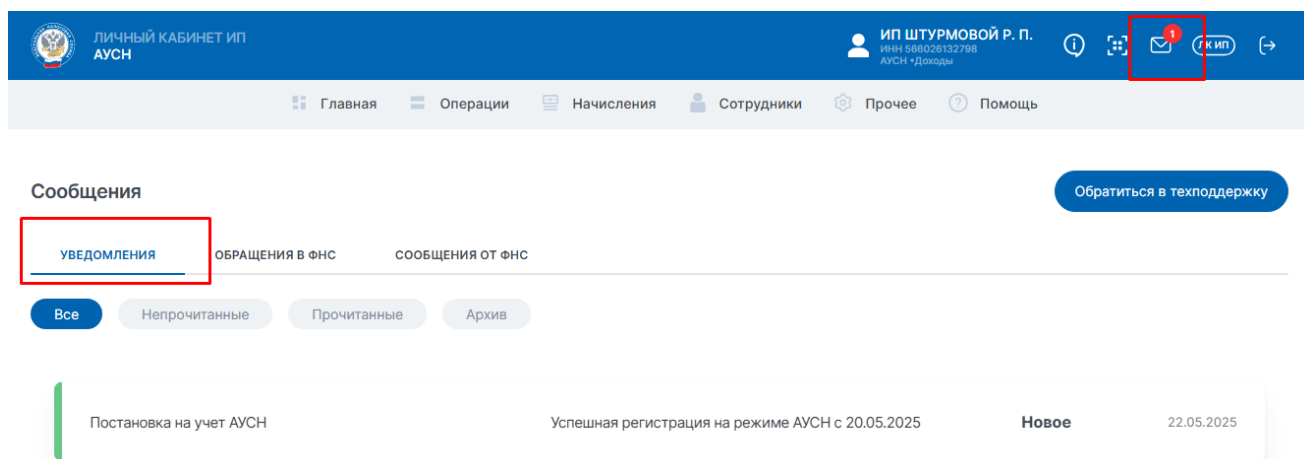 ЛИЧНЫЙ КАБИНЕТ ИП
АУСН
ИП ШТУРМОВОЙ Р. П.
ИНН 566026132798
АУСН •Доходы
1
ЛК ИП
Главная
Операции
Начисления
Сотрудники
Прочее
Помощь
Сообщения
Обратиться в техподдержку
УВЕДОМЛЕНИЯ
ОБРАЩЕНИЯ В ФНС
СООБЩЕНИЯ ОТ ФНС
Все
Непрочитанные
Прочитанные
Архив
Постановка на учет АУСН
Успешная регистрация на режиме АУСН с 20.05.2025
Новое
22.05.2025